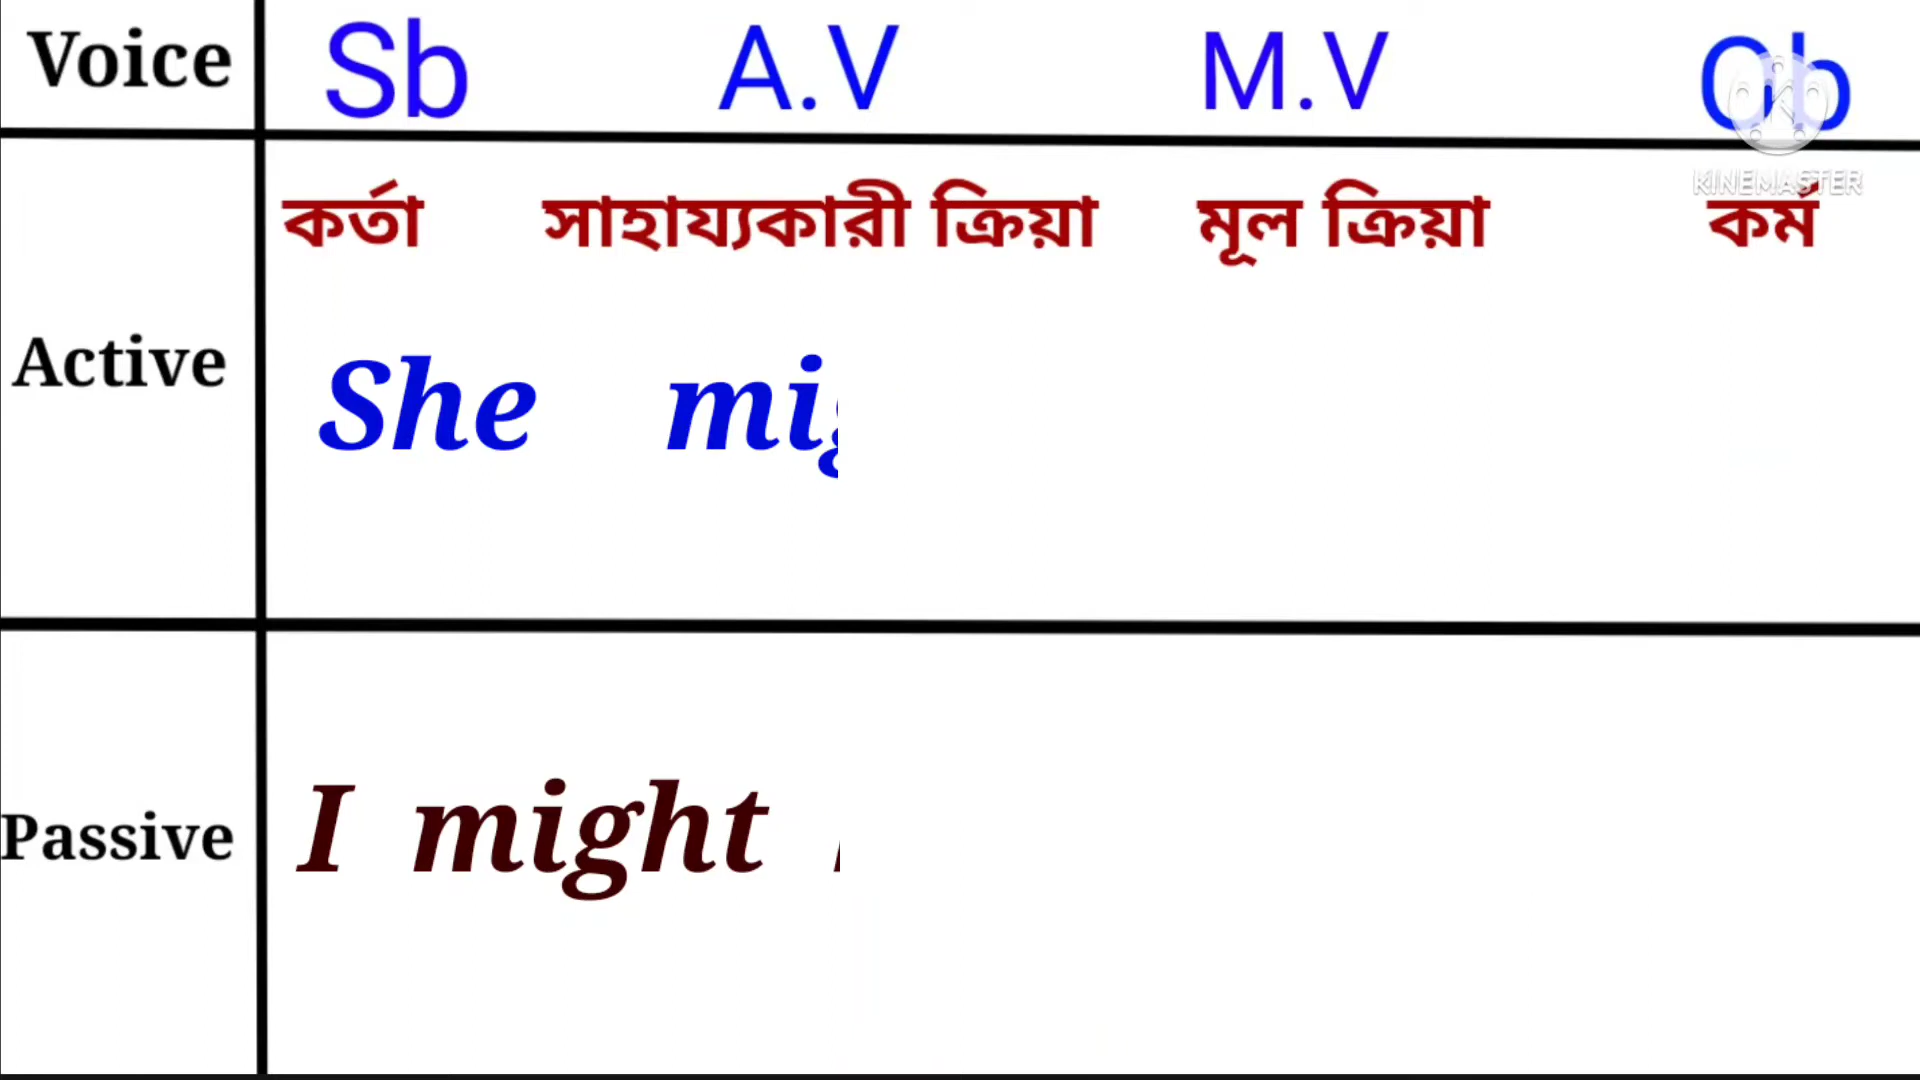 Voice Sb A.V M.V Ob
KINEMASTER
কর্তা সাহায্যকারী ক্রিয়া মূল ক্রিয়া কর্ম
Active She
Passive I might